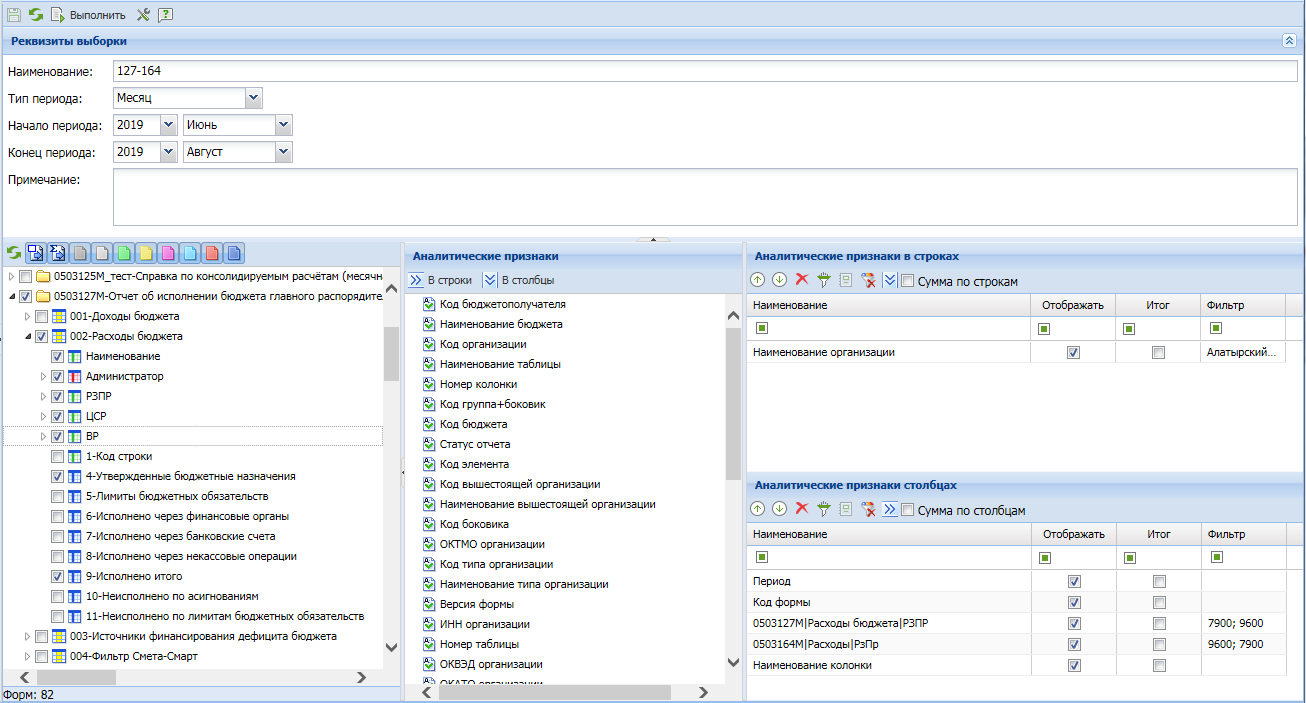 Выполнить
Реквизиты выборки
Наименование: 127-164
Тип периода: Месяц
Начало периода: 2019 Июнь
Конец периода: 2019 Август
Примечание:
0503125М_тест-Справка по консолидируемым расчётам (месячн
0503127М-Отчет об исполнении бюджета главного распорядите
001-Доходы бюджета
002-Расходы бюджета
Наименование
Администратор
РЗПР
ЦСР
ВР
1-Код строки
4-Утвержденные бюджетные назначения
5-Лимиты бюджетных обязательств
6-Исполнено через финансовые органы
7-Исполнено через банковские счета
8-Исполнено через некассовые операции
9-Исполнено итого
10-Неисполнено по асигнованиям
11-Неисполнено по лимитам бюджетных обязательств
003-Источники финансирования дефицита бюджета
004-Фильтр Смета-Смарт
Форм: 82
Аналитические признаки
В строки В столбцы
Код бюджетополучателя
Наименование бюджета
Код организации
Наименование таблицы
Номер колонки
Код группа+боковик
Код бюджета
Статус отчета
Код элемента
Код вышестоящей организации
Наименование вышестоящей организации
Код боковика
ОКТМО организации
Код типа организации
Наименование типа организации
Версия формы
ИНН организации
Номер таблицы
ОКВЭД организации
ОКАТО организации
Аналитические признаки в строках
Сумма по строкам
Наименование Отображать Итог Фильтр
Наименование организации Алатырский...
Аналитические признаки столбцах
Сумма по столбцам
Наименование Отображать Итог Фильтр
Период
Код формы
0503127М|Расходы бюджета|РЗПР 7900; 9600
0503164М|Расходы|РзПр 9600; 7900
Наименование колонки